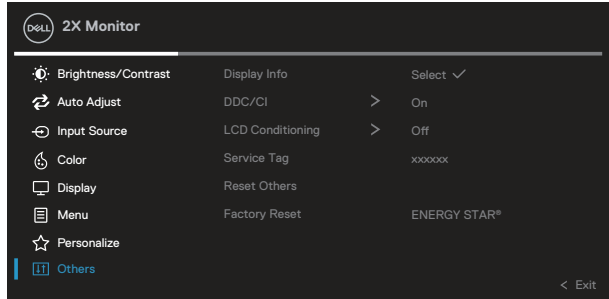 DELL 2X Monitor
Brightness/Contrast Display Info Select ✓
Auto Adjust DDC/CI > On
Input Source LCD Conditioning > Off
Color Service Tag xxxxxx
Display Reset Others
Menu Factory Reset ENERGY STAR®
Personalize
Others
< Exit